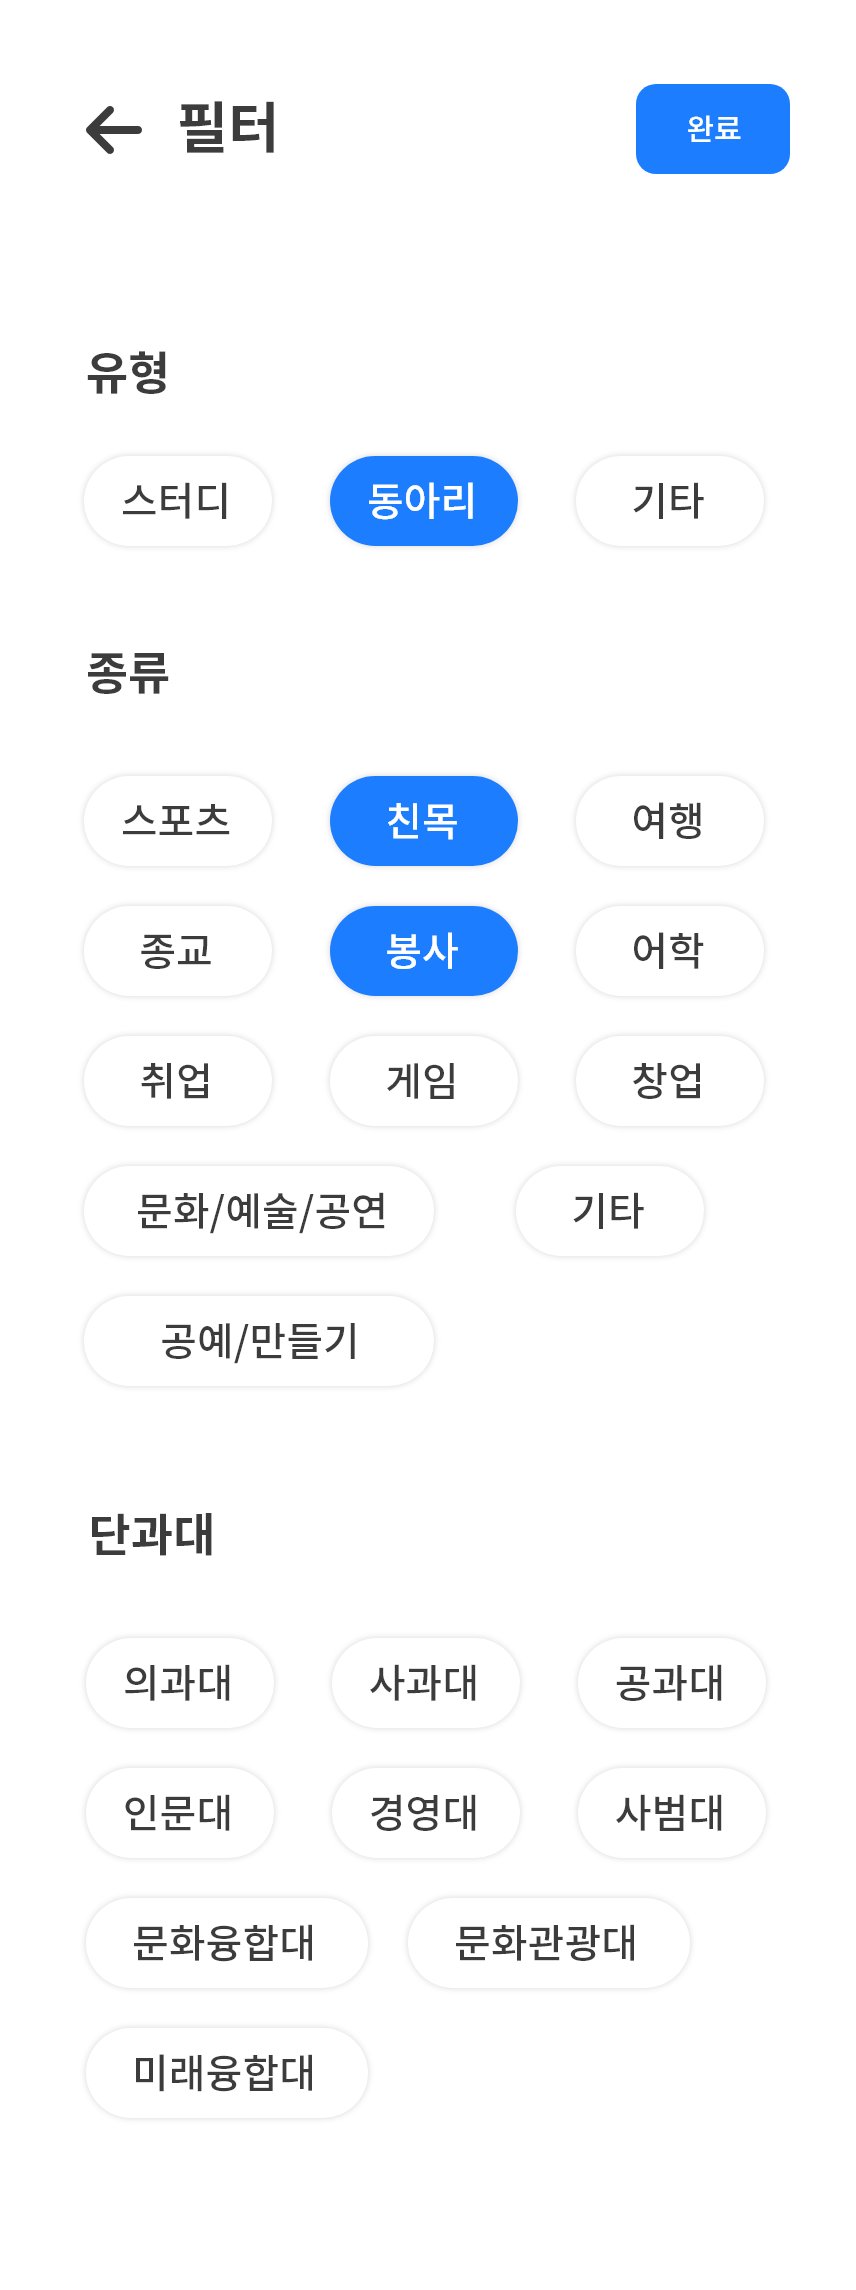 필터 완료
유형
스터디 동아리 기타
종류
스포츠 친목 여행
종교 봉사 어학
취업 게임 창업
문화/예술/공연 기타
공예/만들기
단과대
의과대 사과대 공과대
인문대 경영대 사범대
문화융합대 문화관광대
미래융합대